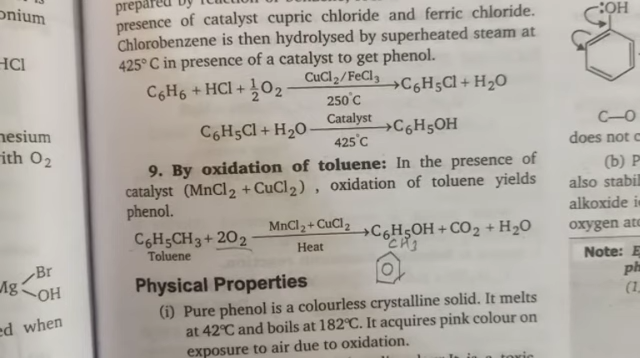 onium
HCl
nesium
ith O₂
Mg
Br
OH
ed when
presence of catalyst cupric chloride and ferric chloride.
Chlorobenzene is then hydrolysed by superheated steam at
425°C in presence of a catalyst to get phenol.
C₆H₆ + HCl + ½O₂ CuCl₂/FeCl₃ → C₆H₅Cl + H₂O
250°C
C₆H₅Cl + H₂O Catalyst → C₆H₅OH
425°C
9. By oxidation of toluene: In the presence of
catalyst (MnCl₂ + CuCl₂) , oxidation of toluene yields
phenol.
C₆H₅CH₃ + 2O₂ MnCl₂ + CuCl₂ → C₆H₅OH + CO₂ + H₂O
Toluene Heat
CH₃
Physical Properties
(i) Pure phenol is a colourless crystalline solid. It melts
at 42°C and boils at 182°C. It acquires pink colour on
exposure to air due to oxidation.
:OH
C—O
does not c
(b) P
also stabil
alkoxide i
oxygen ato
Note: E
ph
(1,